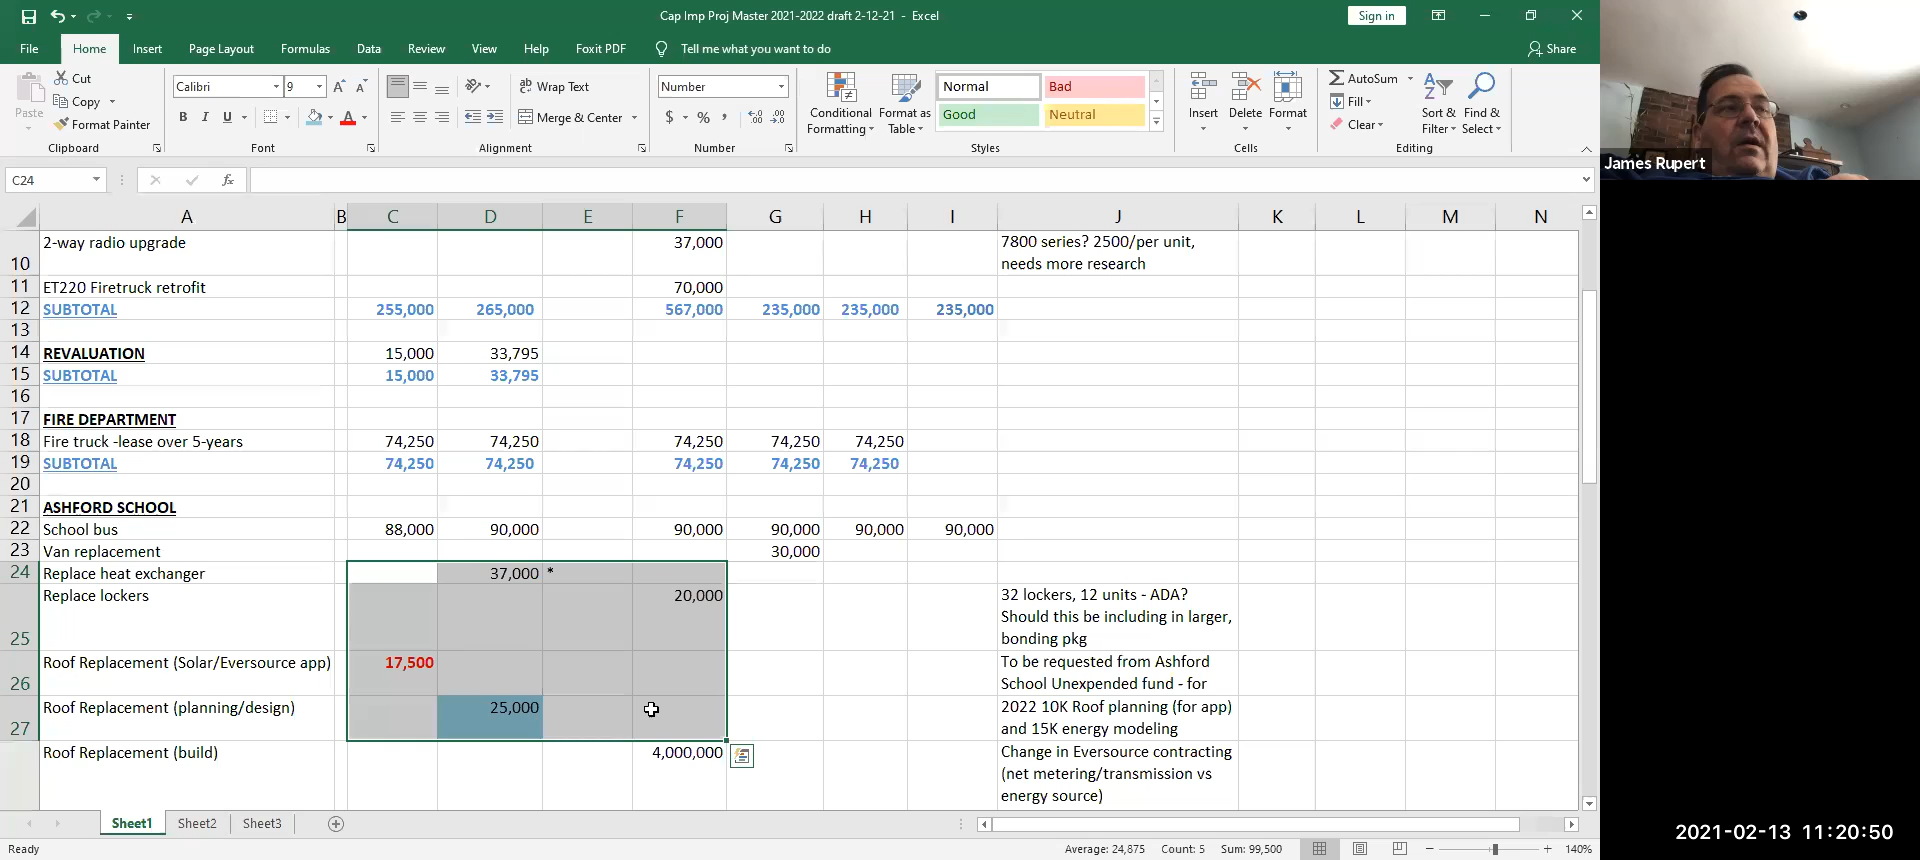 Cap Imp Proj Master 2021-2022 draft 2-12-21 - Excel
Sign in
File Home Insert Page Layout Formulas Data Review View Help Foxit PDF Tell me what you want to do Share
Paste
Cut
Copy
Format Painter
Clipboard
Calibri 9
B I U
Font
Wrap Text
Merge & Center
Alignment
Number
$ % ,
Number
Conditional Formatting
Format as Table
Normal Bad
Good Neutral
Styles
Insert Delete Format
Cells
AutoSum
Fill
Clear
Sort & Filter
Find & Select
Editing
James Rupert
C24 fx
A B C D E F G H I J K L M N
10 2-way radio upgrade 37,000 7800 series? 2500/per unit,
needs more research
11 ET220 Firetruck retrofit 70,000
12 SUBTOTAL 255,000 265,000 567,000 235,000 235,000 235,000
13
14 REVALUATION 15,000 33,795
15 SUBTOTAL 15,000 33,795
16
17 FIRE DEPARTMENT
18 Fire truck -lease over 5-years 74,250 74,250 74,250 74,250 74,250
19 SUBTOTAL 74,250 74,250 74,250 74,250 74,250
20
21 ASHFORD SCHOOL
22 School bus 88,000 90,000 90,000 90,000 90,000 90,000
23 Van replacement 30,000
24 Replace heat exchanger 37,000 *
25 Replace lockers 20,000 32 lockers, 12 units - ADA?
Should this be including in larger,
bonding pkg
26 Roof Replacement (Solar/Eversource app) 17,500 To be requested from Ashford
School Unexpended fund - for
27 Roof Replacement (planning/design) 25,000 2022 10K Roof planning (for app)
and 15K energy modeling
Roof Replacement (build) 4,000,000 Change in Eversource contracting
(net metering/transmission vs
energy source)
Sheet1 Sheet2 Sheet3
Ready Average: 24,875 Count: 5 Sum: 99,500 140%
2021-02-13 11:20:50